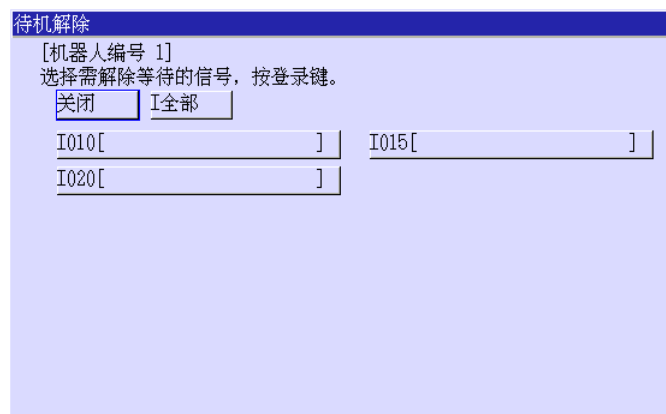 待机解除
[机器人编号 1]
选择需解除等待的信号，按登录键。
关闭 I全部
I010[ ] I015[ ]
I020[ ]